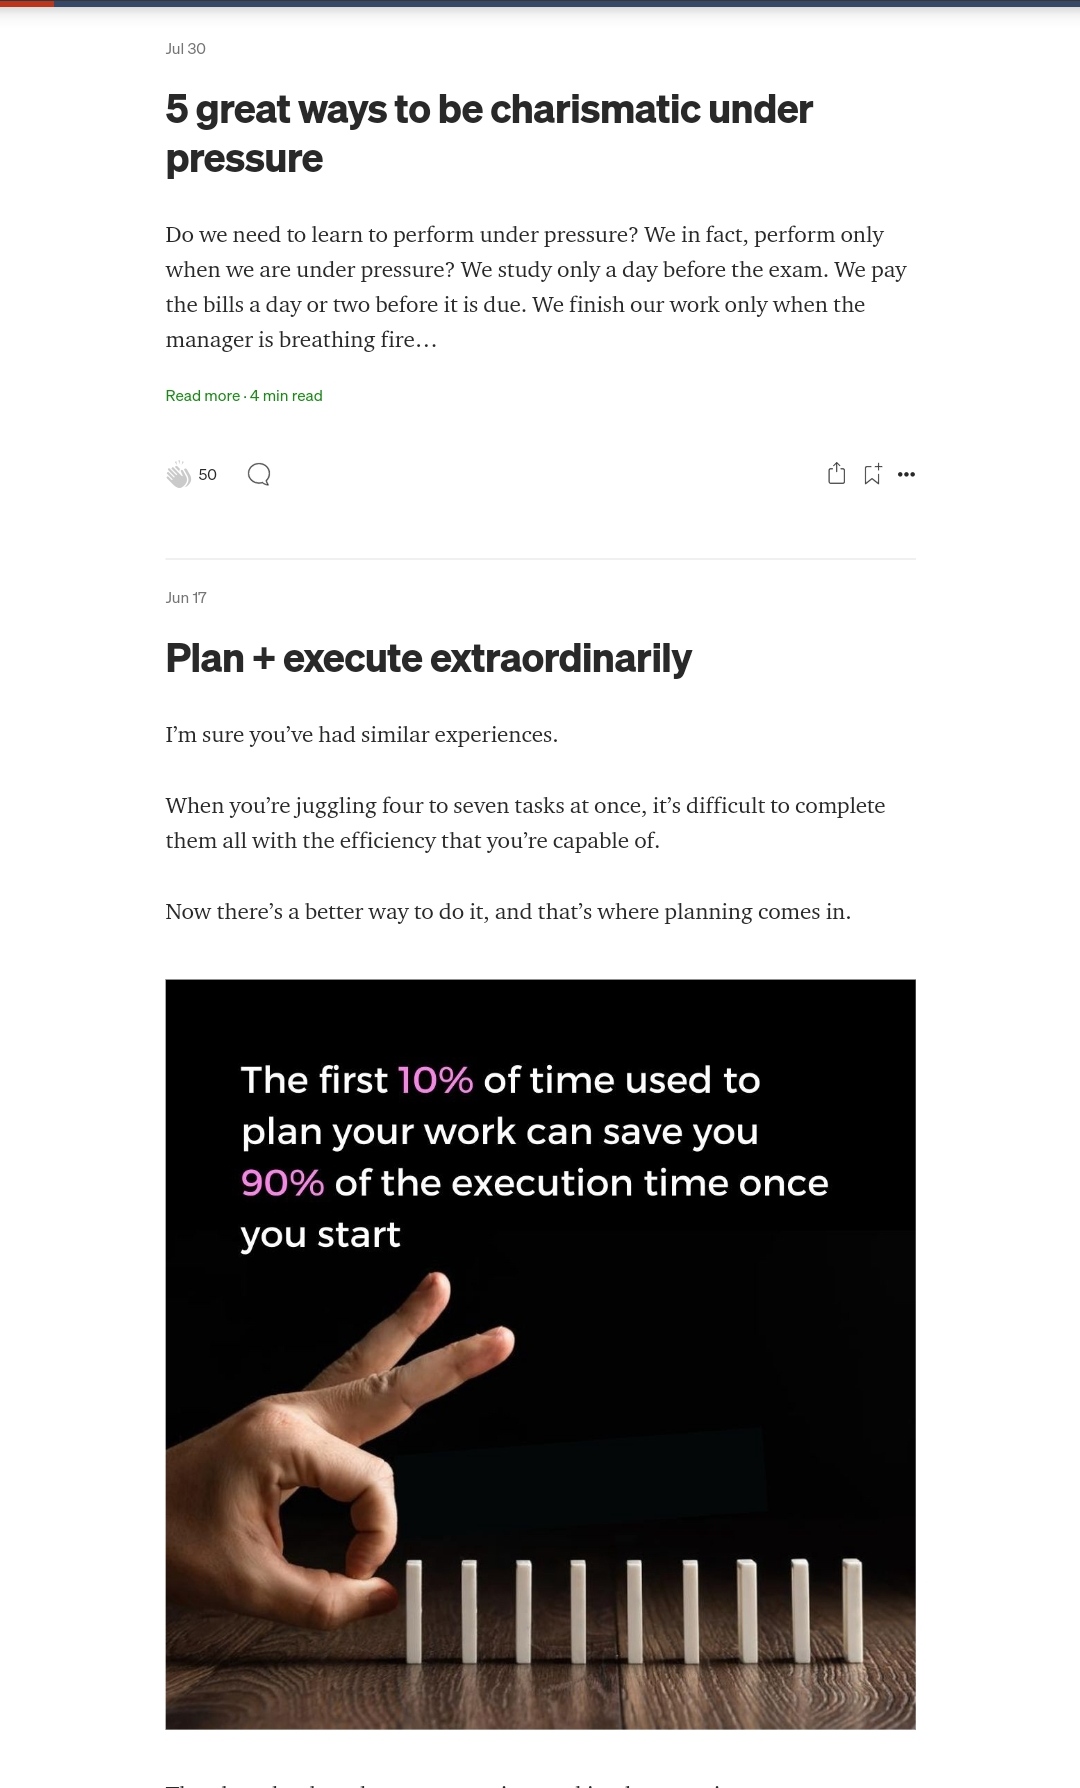 Jul 30
5 great ways to be charismatic under
pressure
Do we need to learn to perform under pressure? We in fact, perform only
when we are under pressure? We study only a day before the exam. We pay
the bills a day or two before it is due. We finish our work only when the
manager is breathing fire…
Read more · 4 min read
50
Jun 17
Plan + execute extraordinarily
I’m sure you’ve had similar experiences.
When you’re juggling four to seven tasks at once, it’s difficult to complete
them all with the efficiency that you’re capable of.
Now there’s a better way to do it, and that’s where planning comes in.
The first 10% of time used to
plan your work can save you
90% of the execution time once
you start